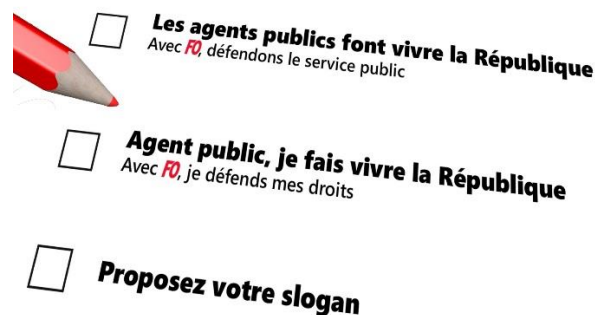 Les agents publics font vivre la République
Avec FO, défendons le service public
Agent public, je fais vivre la République
Avec FO, je défends mes droits
Proposez votre slogan